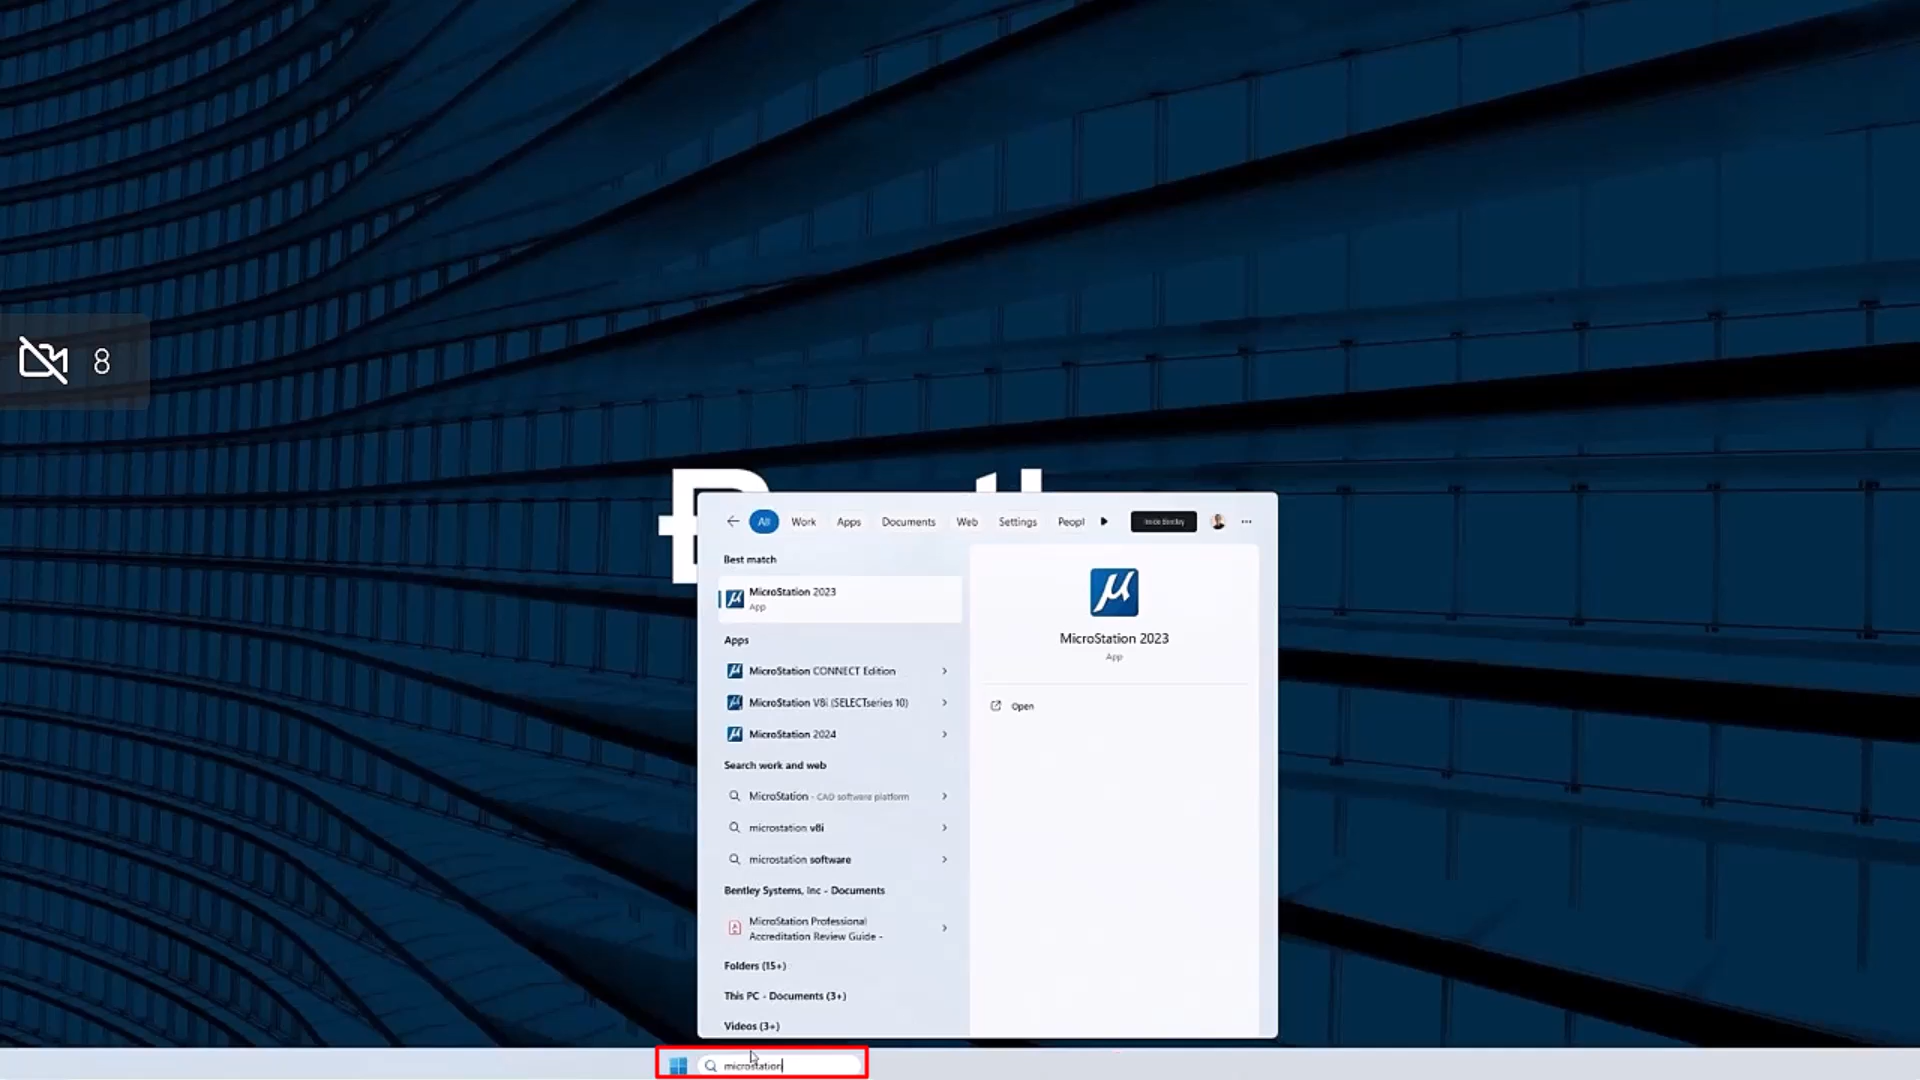 8
All Work Apps Documents Web Settings Peopl
Best match
MicroStation 2023
App
Apps
MicroStation CONNECT Edition
MicroStation V8i (SELECTseries 10)
MicroStation 2024
Search work and web
MicroStation - CAD software platform
microstation v8i
microstation software
Bentley Systems, Inc - Documents
MicroStation Professional
Accreditation Review Guide -
Folders (15+)
This PC - Documents (3+)
Videos (3+)
MicroStation 2023
App
Open
microstation